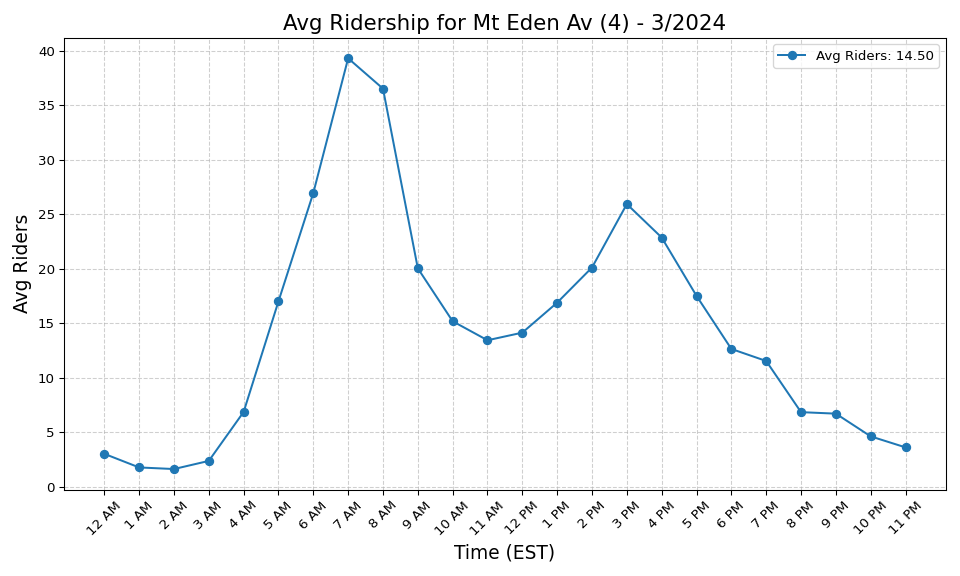 Avg Ridership for Mt Eden Av (4) - 3/2024
Avg Riders: 14.50
Avg Riders
40
35
30
25
20
15
10
5
0
12 AM
1 AM
2 AM
3 AM
4 AM
5 AM
6 AM
7 AM
8 AM
9 AM
10 AM
11 AM
12 PM
1 PM
2 PM
3 PM
4 PM
5 PM
6 PM
7 PM
8 PM
9 PM
10 PM
11 PM
Time (EST)